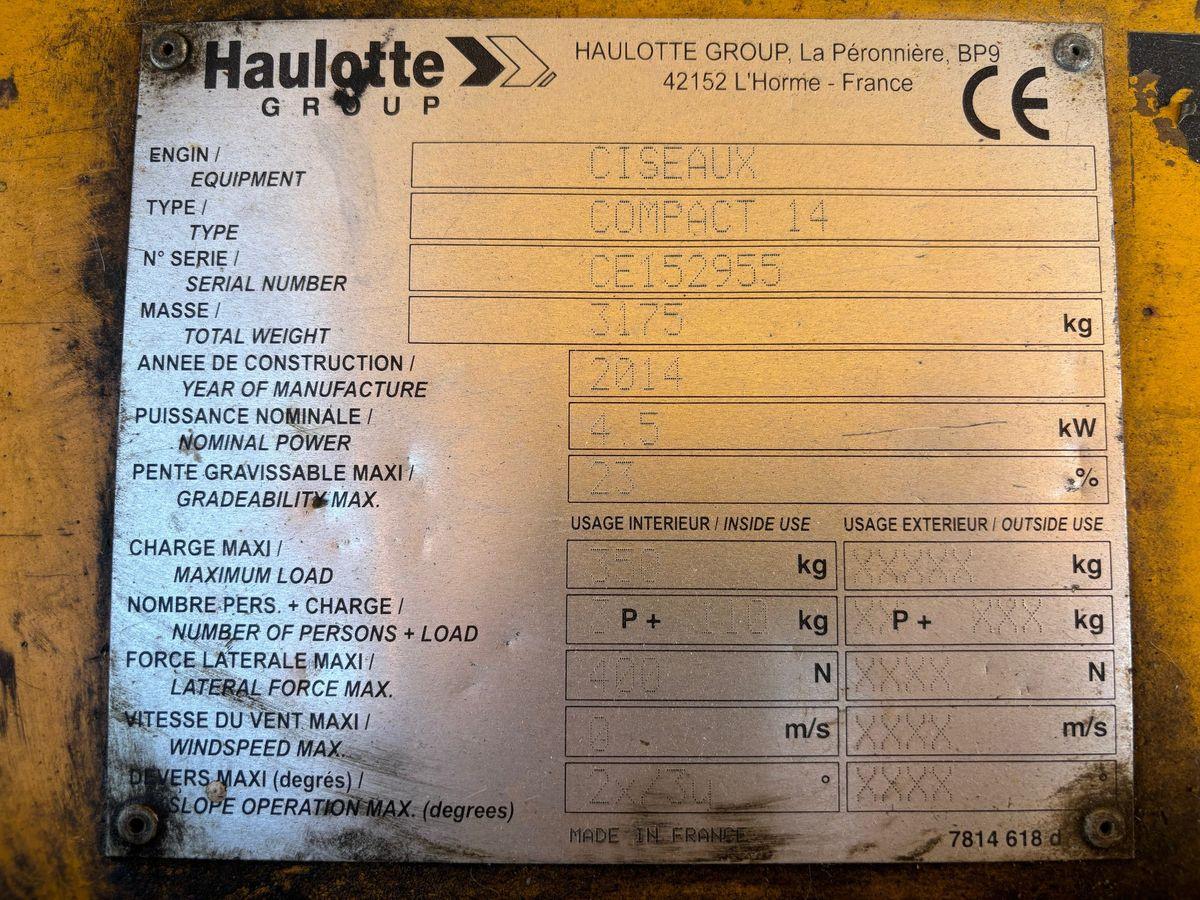 Haulotte
GROUP
HAULOTTE GROUP, La Péronnière, BP9
42152 L'Horme - France
CE
ENGIN /
EQUIPMENT
CISEAUX
TYPE /
TYPE
COMPACT 14
N° SERIE /
SERIAL NUMBER
CE152955
MASSE /
TOTAL WEIGHT
3175 kg
ANNEE DE CONSTRUCTION /
YEAR OF MANUFACTURE
2014
PUISSANCE NOMINALE /
NOMINAL POWER
4.5 kW
PENTE GRAVISSABLE MAXI /
GRADEABILITY MAX.
23 %
USAGE INTERIEUR / INSIDE USE USAGE EXTERIEUR / OUTSIDE USE
CHARGE MAXI /
MAXIMUM LOAD
350 kg XXXXX kg
NOMBRE PERS. + CHARGE /
NUMBER OF PERSONS + LOAD
P + 110 kg P + XXX kg
FORCE LATERALE MAXI /
LATERAL FORCE MAX.
400 N XXXX N
VITESSE DU VENT MAXI /
WINDSPEED MAX.
0 m/s XXXX m/s
DEVERS MAXI (degrés) /
SLOPE OPERATION MAX. (degrees)
° XXXX °
MADE IN FRANCE
7814 618 d